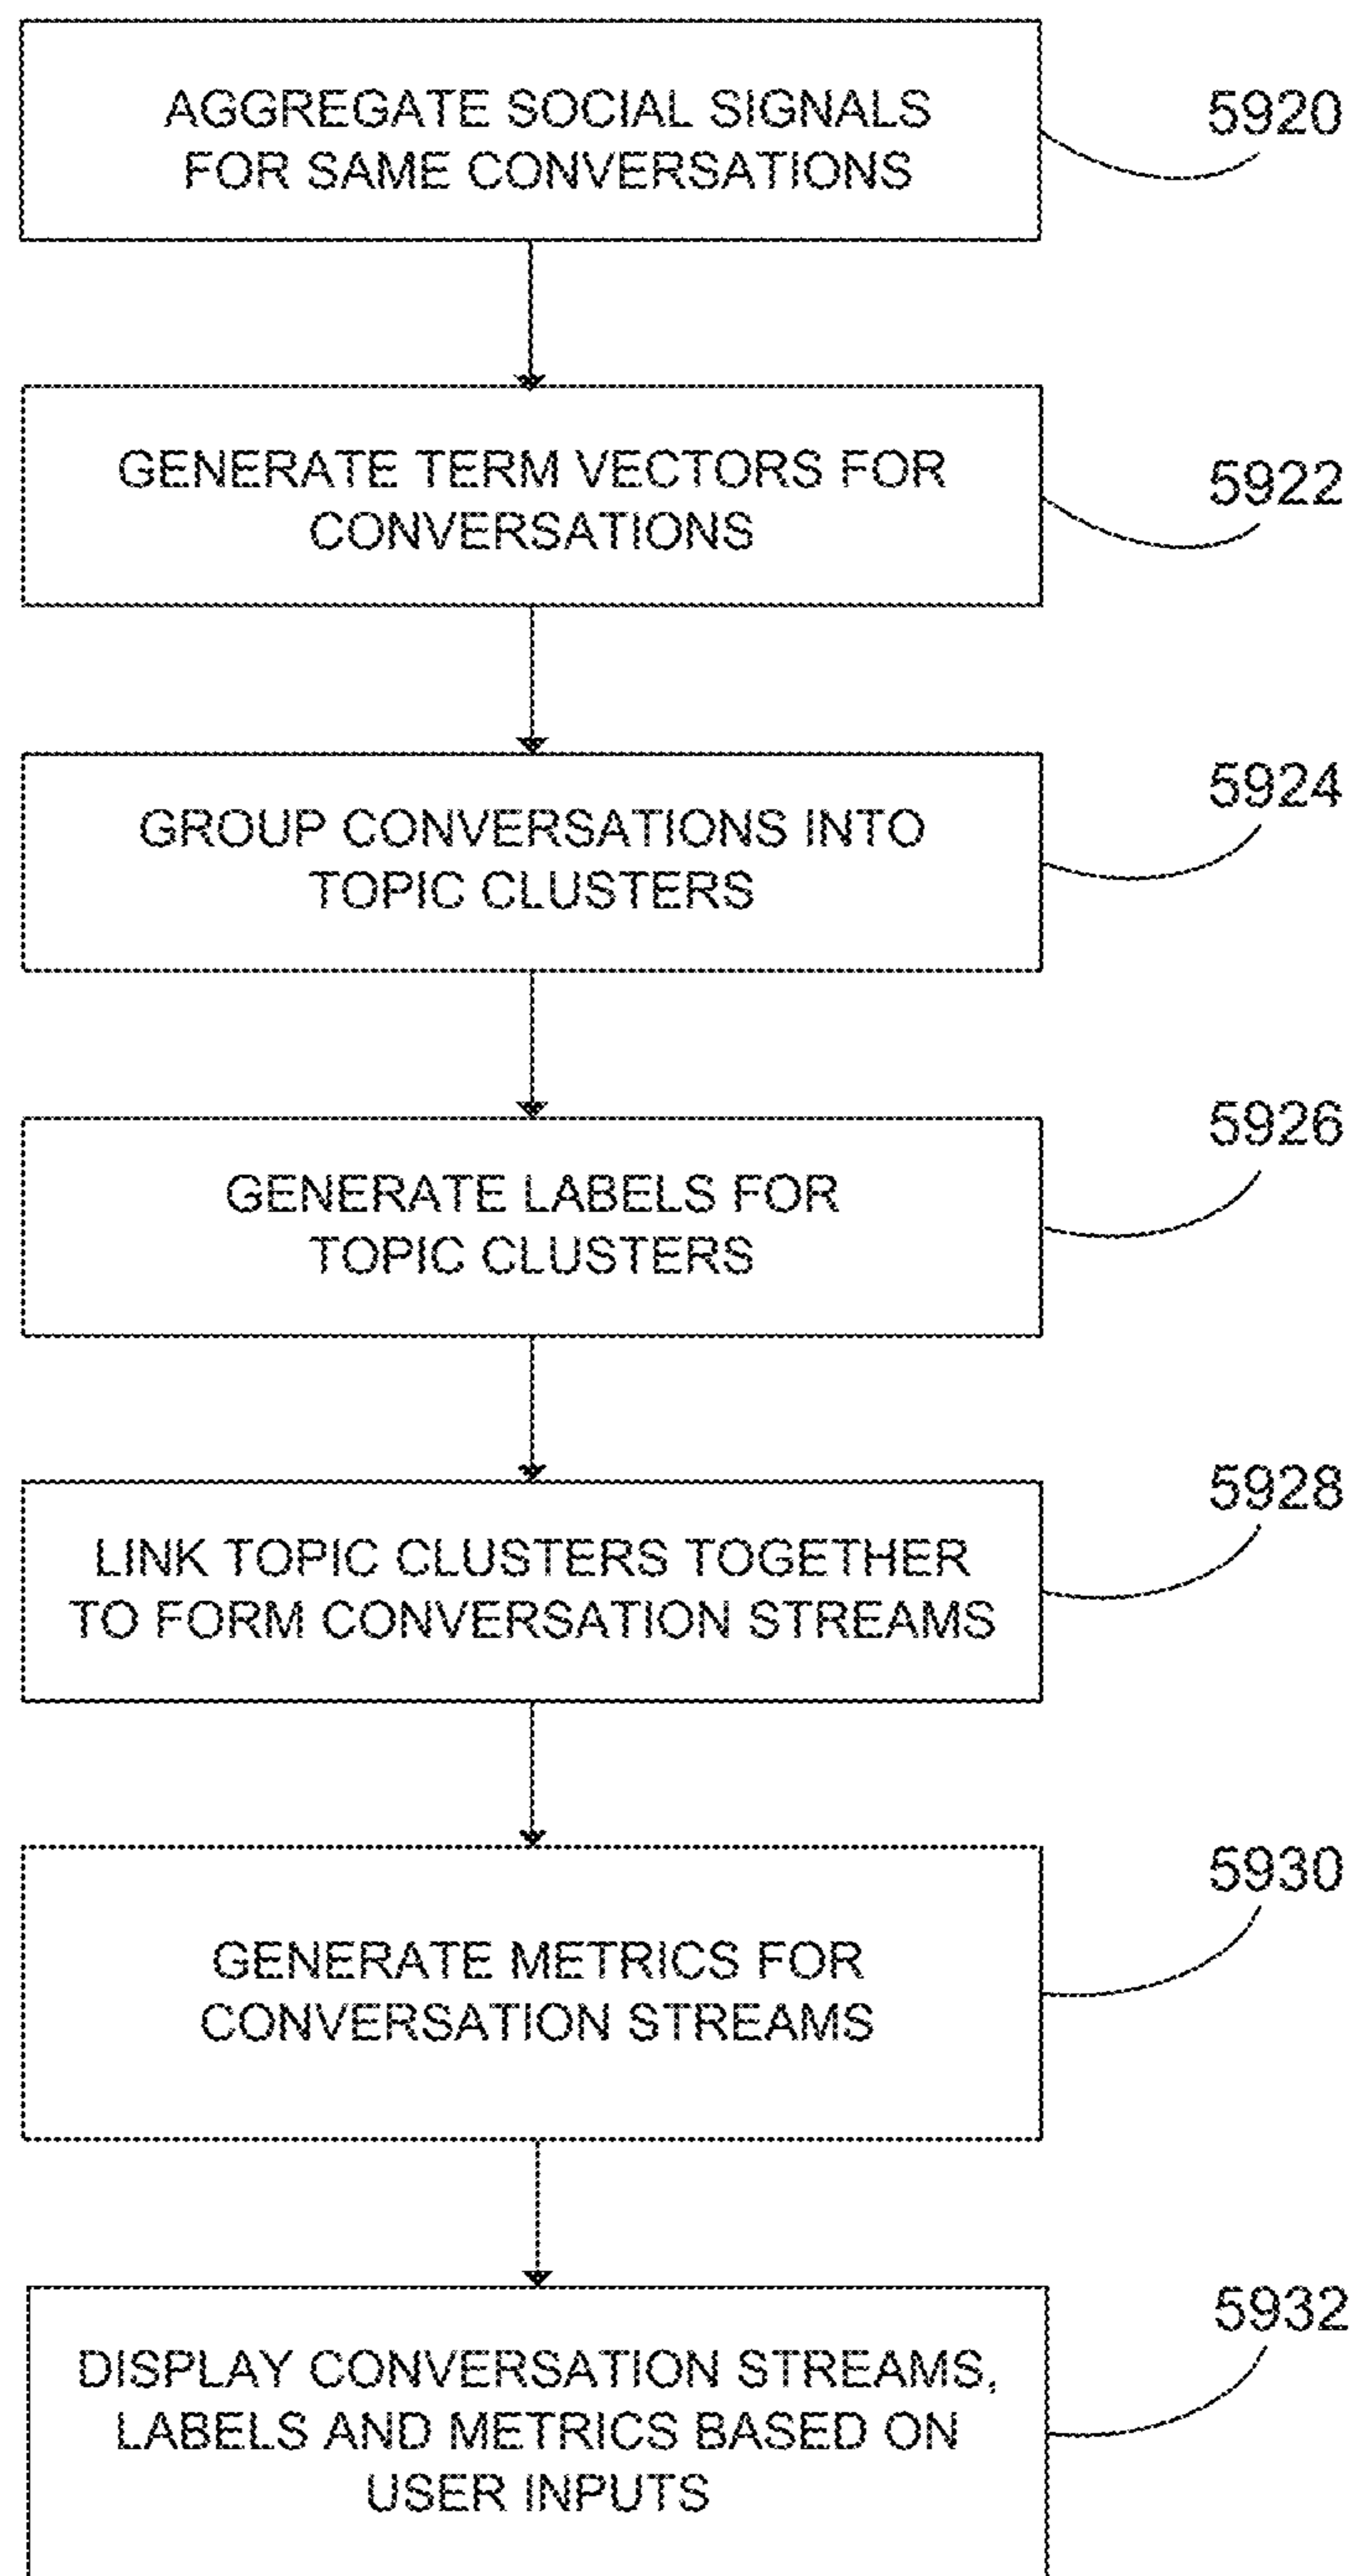 AGGREGATE SOCIAL SIGNALS
FOR SAME CONVERSATIONS
5920
GENERATE TERM VECTORS FOR
CONVERSATIONS
5922
GROUP CONVERSATIONS INTO
TOPIC CLUSTERS
5924
GENERATE LABELS FOR
TOPIC CLUSTERS
5926
LINK TOPIC CLUSTERS TOGETHER
TO FORM CONVERSATION STREAMS
5928
GENERATE METRICS FOR
CONVERSATION STREAMS
5930
DISPLAY CONVERSATION STREAMS,
LABELS AND METRICS BASED ON
USER INPUTS
5932